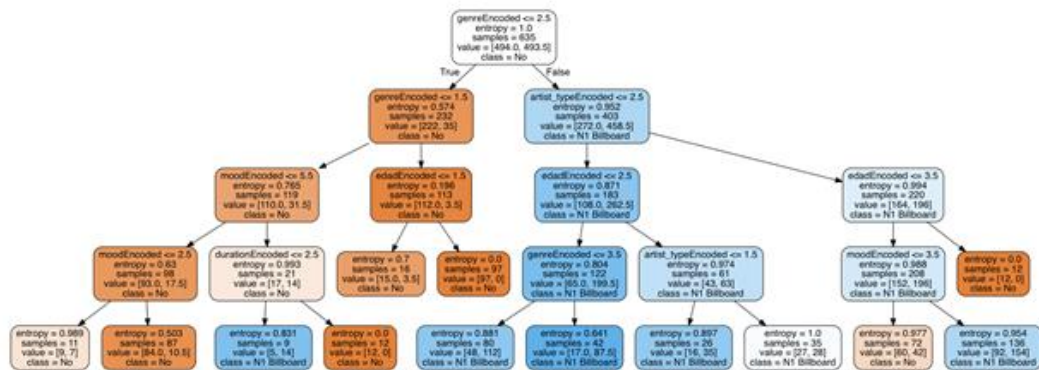 genreEncoded <= 2.5
entropy = 1.0
samples = 635
value = [494.0, 493.5]
class = No
True
False
genreEncoded <= 1.5
entropy = 0.574
samples = 232
value = [222, 35]
class = No
artist_typeEncoded <= 2.5
entropy = 0.952
samples = 403
value = [272.0, 458.5]
class = N1 Billboard
moodEncoded <= 5.5
entropy = 0.765
samples = 119
value = [110.0, 31.5]
class = No
edadEncoded <= 1.5
entropy = 0.196
samples = 113
value = [112.0, 3.5]
class = No
edadEncoded <= 2.5
entropy = 0.871
samples = 183
value = [108.0, 262.5]
class = N1 Billboard
edadEncoded <= 3.5
entropy = 0.994
samples = 220
value = [164, 196]
class = N1 Billboard
moodEncoded <= 2.5
entropy = 0.63
samples = 98
value = [93.0, 17.5]
class = No
durationEncoded <= 2.5
entropy = 0.993
samples = 21
value = [17, 14]
class = No
entropy = 0.7
samples = 16
value = [15.0, 3.5]
class = No
entropy = 0.0
samples = 97
value = [97, 0]
class = No
genreEncoded <= 3.5
entropy = 0.804
samples = 122
value = [65.0, 199.5]
class = N1 Billboard
artist_typeEncoded <= 1.5
entropy = 0.974
samples = 61
value = [43, 63]
class = N1 Billboard
moodEncoded <= 3.5
entropy = 0.988
samples = 208
value = [152, 196]
class = N1 Billboard
entropy = 0.0
samples = 12
value = [12, 0]
class = No
entropy = 0.989
samples = 11
value = [9, 7]
class = No
entropy = 0.503
samples = 87
value = [84.0, 10.5]
class = No
entropy = 0.831
samples = 9
value = [5, 14]
class = N1 Billboard
entropy = 0.0
samples = 12
value = [12, 0]
class = No
entropy = 0.881
samples = 80
value = [48, 112]
class = N1 Billboard
entropy = 0.641
samples = 42
value = [17.0, 87.5]
class = N1 Billboard
entropy = 0.897
samples = 26
value = [16, 35]
class = N1 Billboard
entropy = 1.0
samples = 35
value = [27, 28]
class = N1 Billboard
entropy = 0.977
samples = 72
value = [60, 42]
class = No
entropy = 0.954
samples = 136
value = [92, 154]
class = N1 Billboard